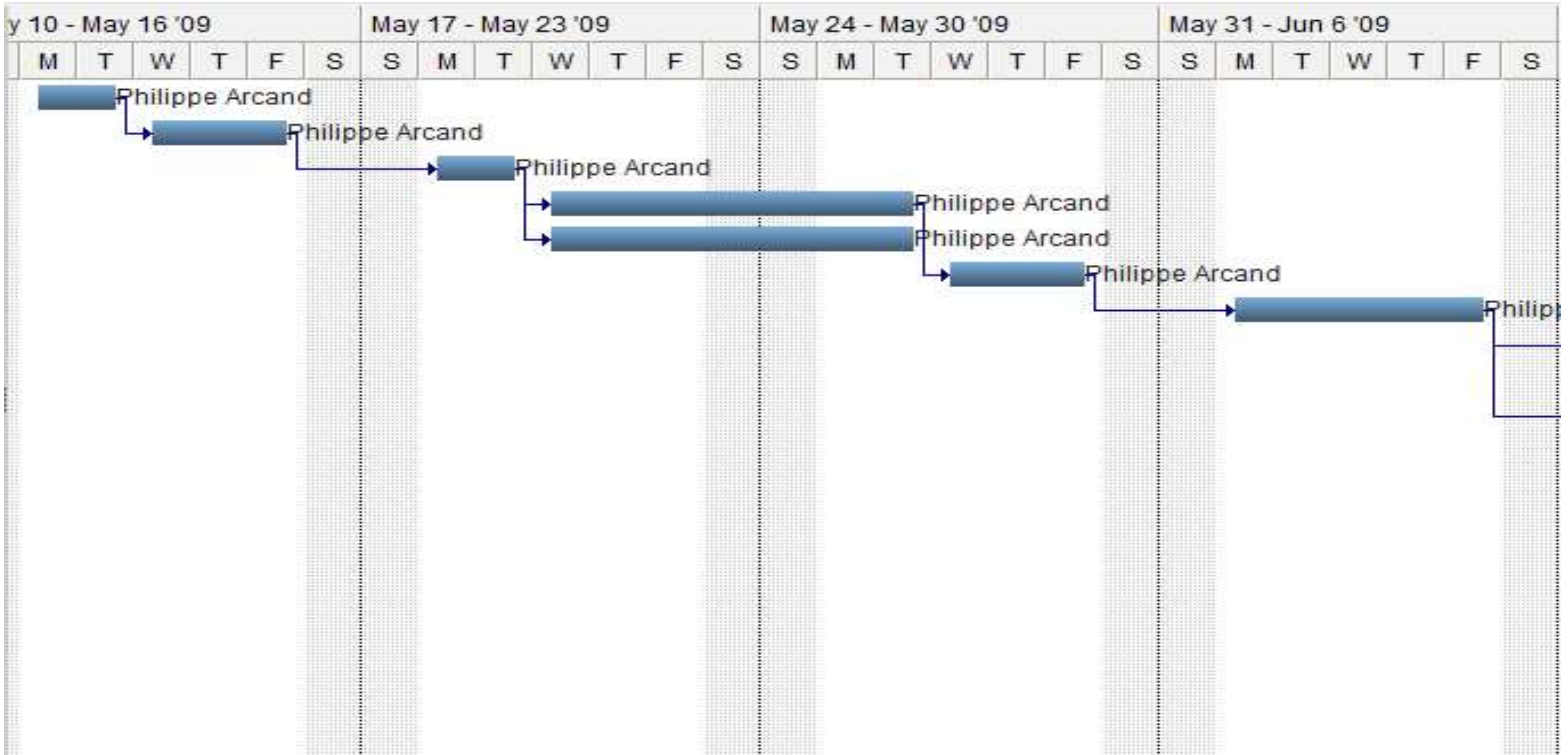 y 10 - May 16 '09 May 17 - May 23 '09 May 24 - May 30 '09 May 31 - Jun 6 '09
M T W T F S S M T W T F S S M T W T F S S M T W T F S
Philippe Arcand
Philippe Arcand
Philippe Arcand
Philippe Arcand
Philippe Arcand
Philippe Arcand
Philipp